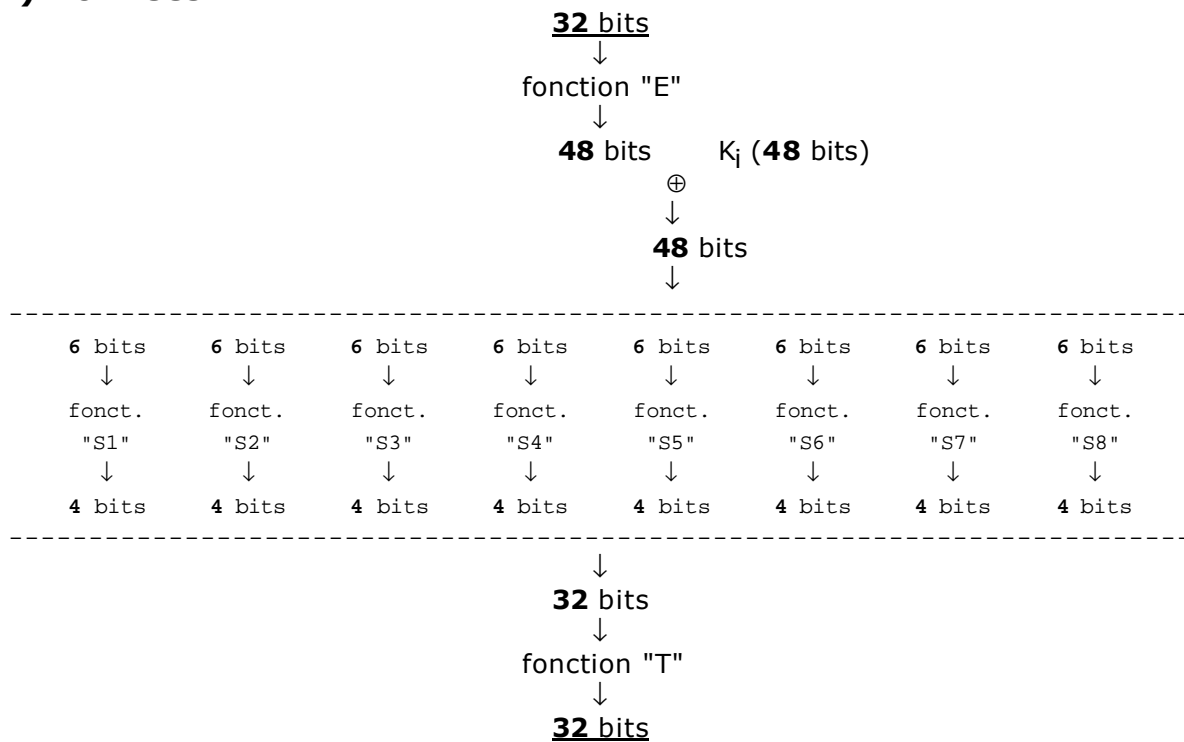 32 bits
↓
fonction "E"
↓
48 bits K_i (48 bits)
⊕
↓
48 bits
↓
6 bits 6 bits 6 bits 6 bits 6 bits 6 bits 6 bits 6 bits
↓ ↓ ↓ ↓ ↓ ↓ ↓ ↓
fonct. fonct. fonct. fonct. fonct. fonct. fonct. fonct.
"S1" "S2" "S3" "S4" "S5" "S6" "S7" "S8"
↓ ↓ ↓ ↓ ↓ ↓ ↓ ↓
4 bits 4 bits 4 bits 4 bits 4 bits 4 bits 4 bits 4 bits
↓
32 bits
↓
fonction "T"
↓
32 bits